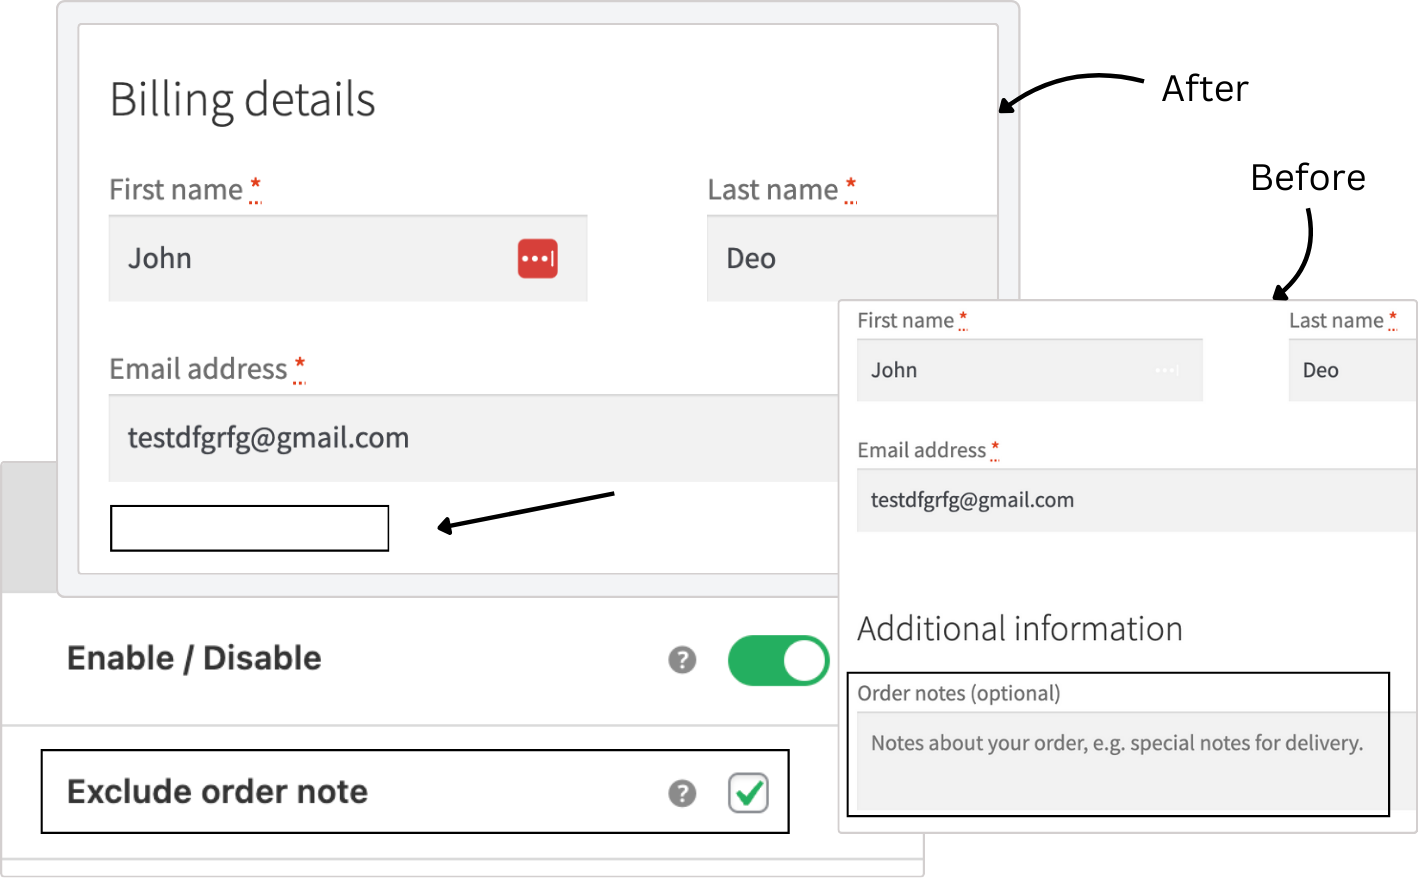 Billing details
First name *
Last name *
John
Deo
Email address *
testdfgrfg@gmail.com
After
Before
First name *
Last name *
John
Deo
Email address *
testdfgrfg@gmail.com
Additional information
Order notes (optional)
Notes about your order, e.g. special notes for delivery.
Enable / Disable
?
Exclude order note
?